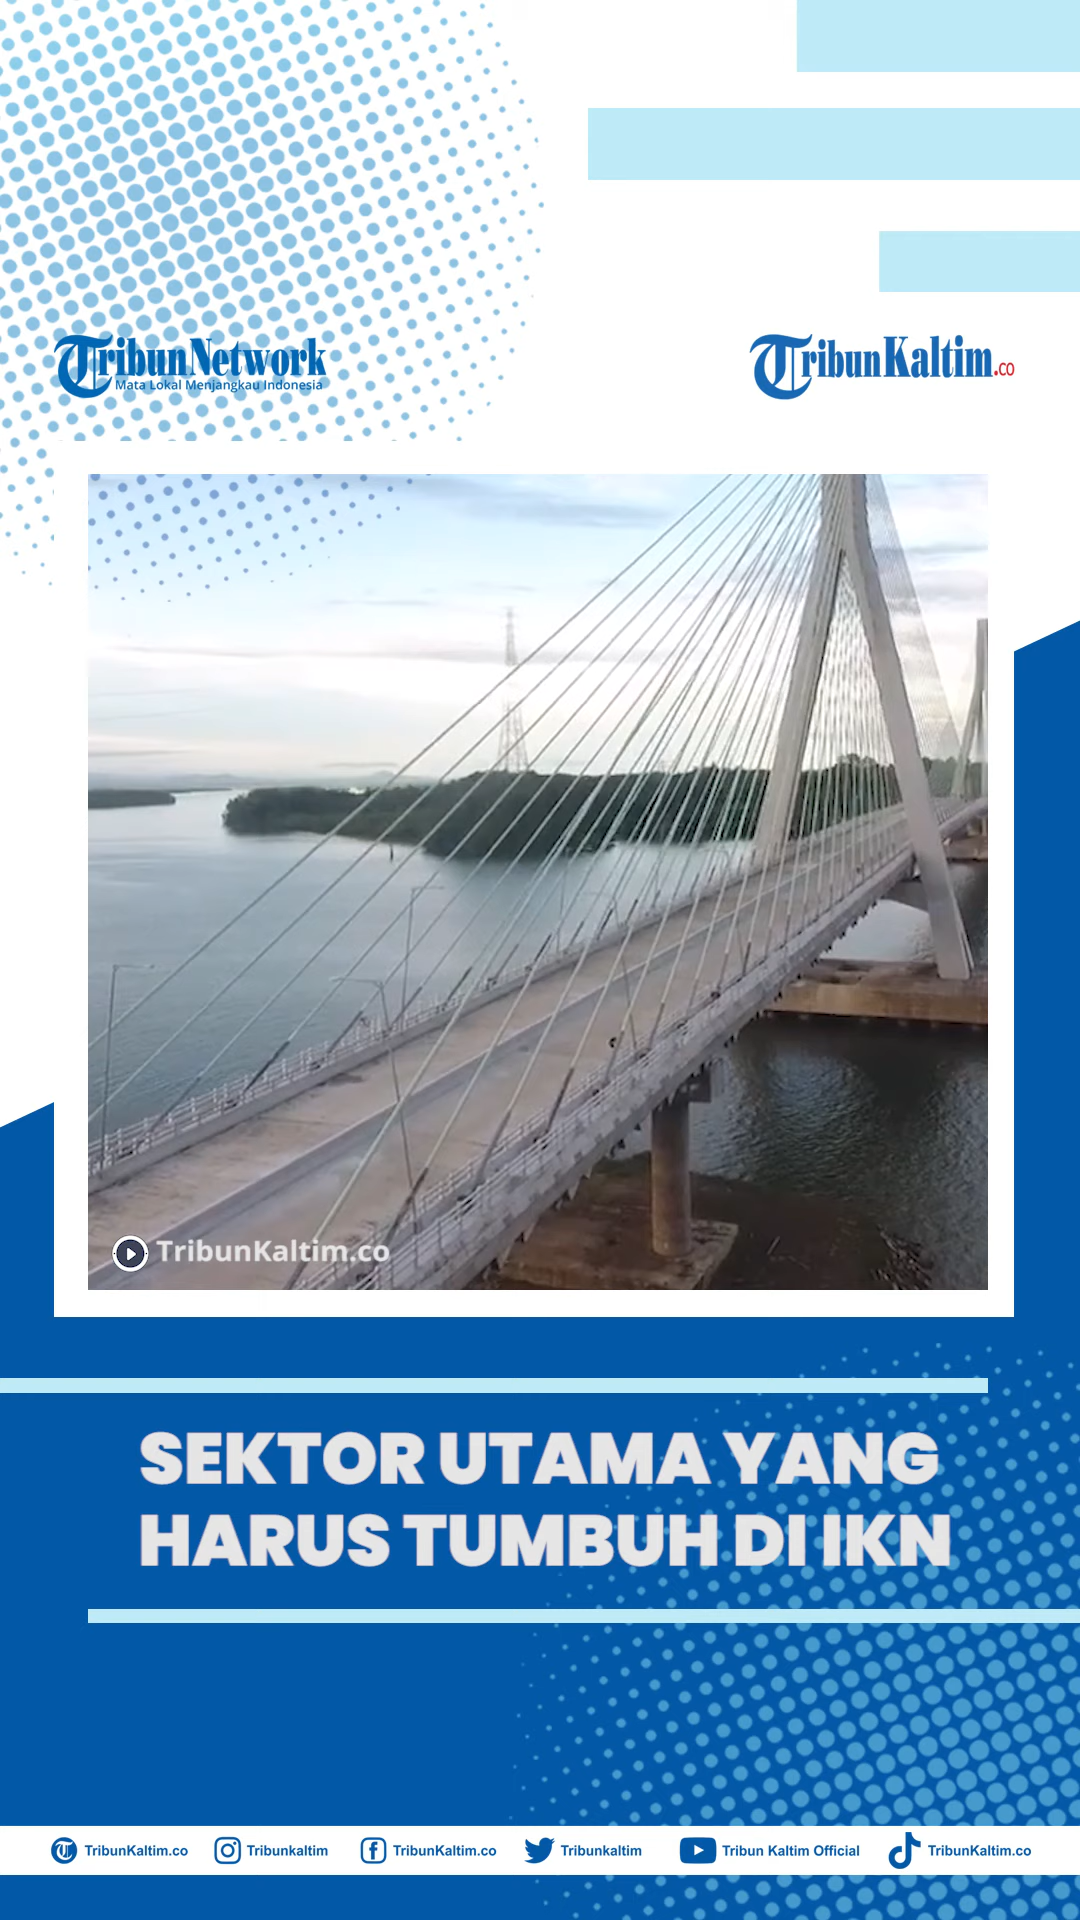 TribunNetwork
Mata Lokal Menjangkau Indonesia
TribunKaltim.co
TribunKaltim.co
SEKTOR UTAMA YANG
HARUS TUMBUH DI IKN
TribunKaltim.co Tribunkaltim TribunKaltim.co Tribunkaltim Tribun Kaltim Official TribunKaltim.co